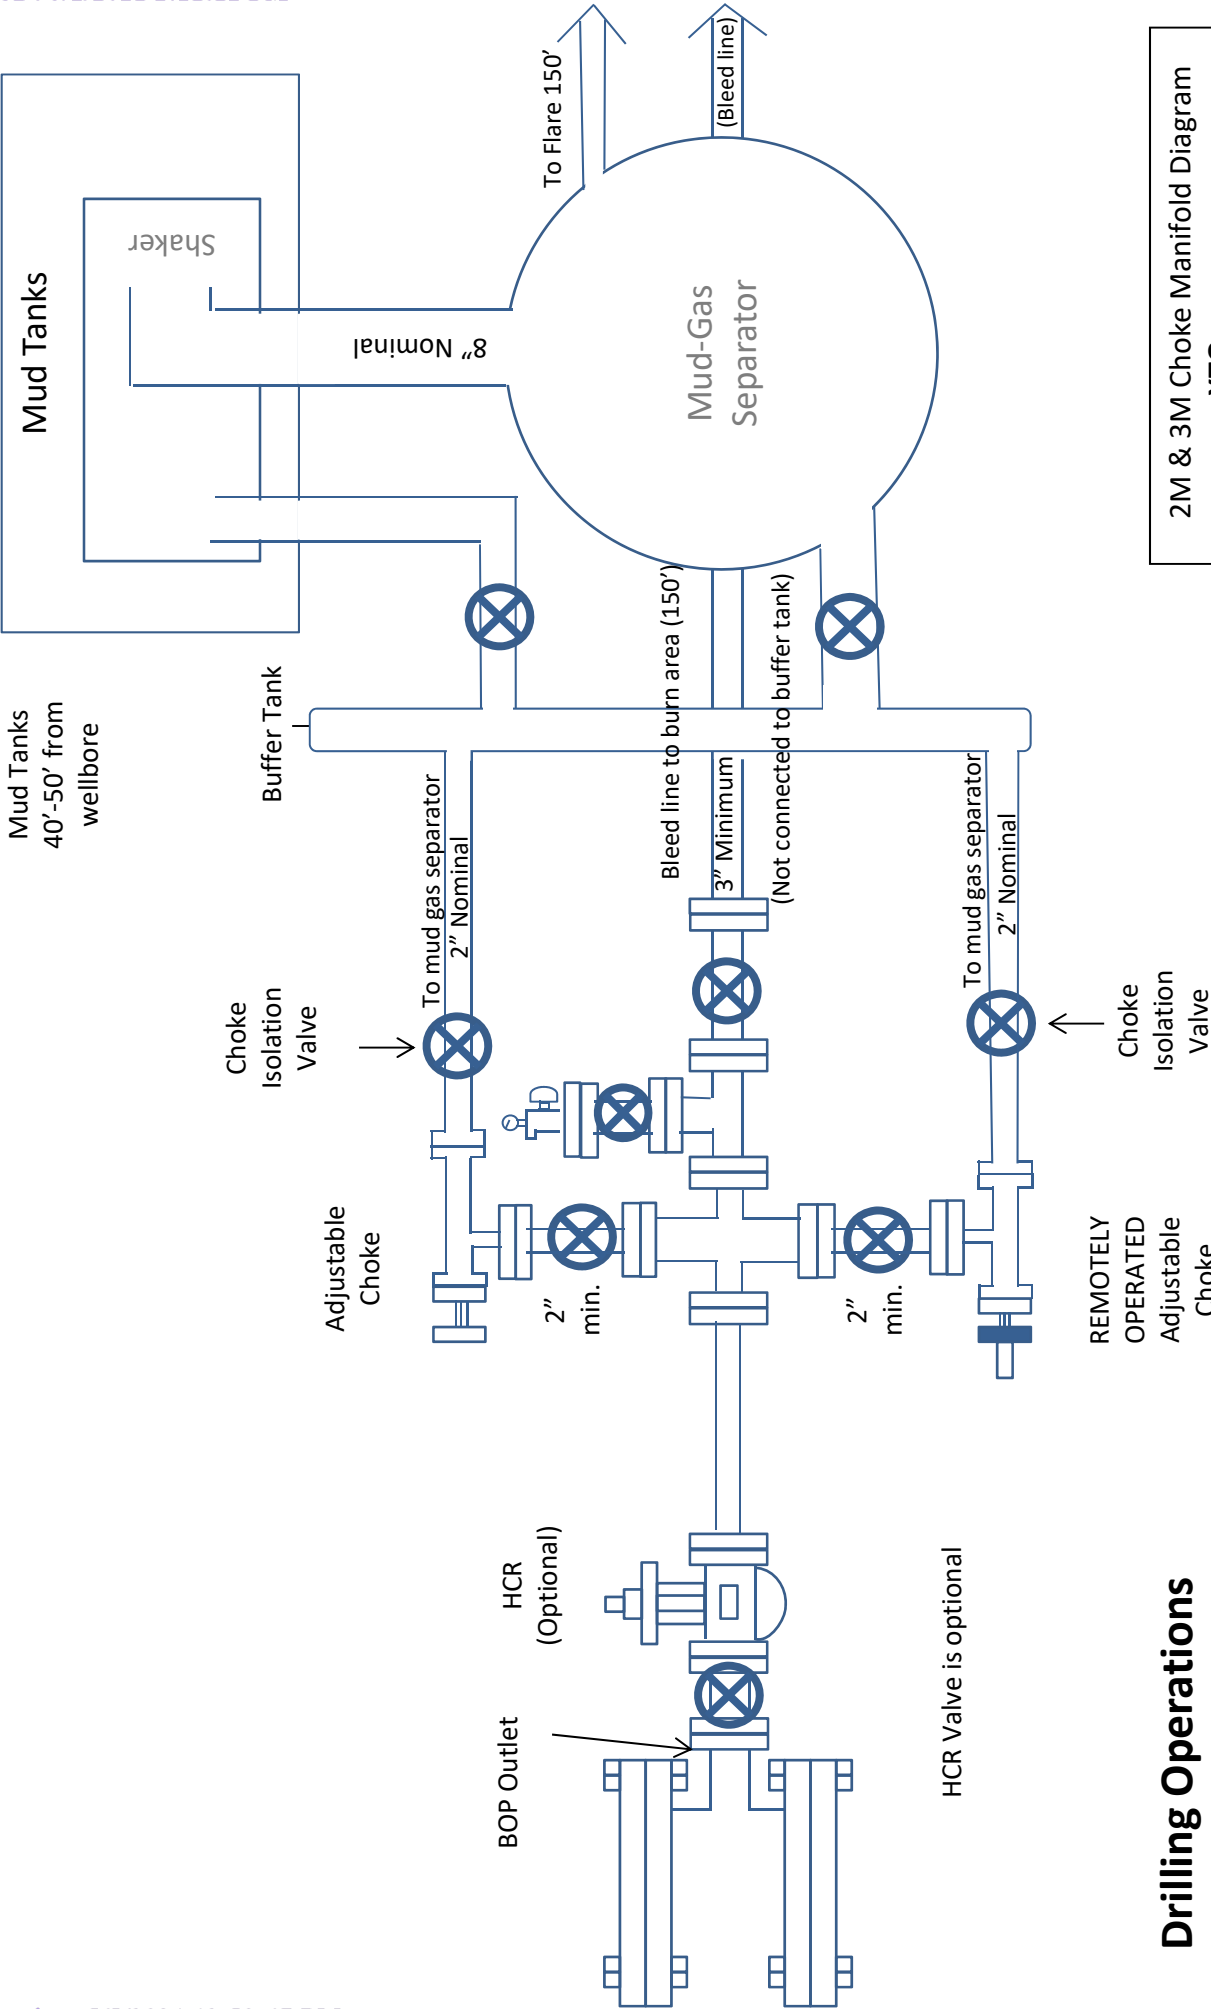 Mud Tanks
40’-50’ from
wellbore
Mud Tanks
Shaker
8” Nominal
To Flare 150’
(Bleed line)
Mud-Gas
Separator
Buffer Tank
Choke
Isolation
Valve
To mud gas separator
2” Nominal
Bleed line to burn area (150’)
3” Minimum
(Not connected to buffer tank)
To mud gas separator
2” Nominal
Choke
Isolation
Valve
Adjustable
Choke
2”
min.
2”
min.
REMOTELY
OPERATED
Adjustable
Choke
HCR
(Optional)
BOP Outlet
HCR Valve is optional
Drilling Operations
2M & 3M Choke Manifold Diagram